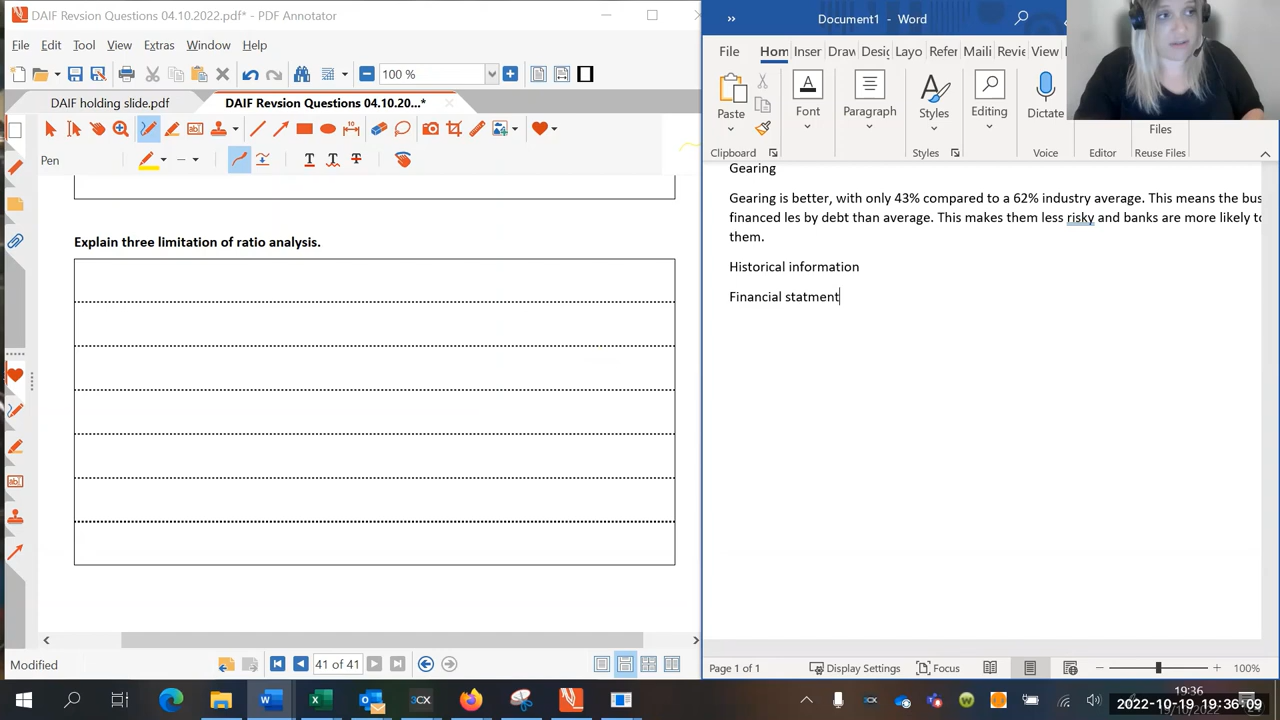 DAIF Revsion Questions 04.10.2022.pdf* - PDF Annotator
File Edit Tool View Extras Window Help
100 %
DAIF holding slide.pdf
DAIF Revsion Questions 04.10.20...*
Pen
Explain three limitation of ratio analysis.
41 of 41
Modified
Document1 - Word
File Hom Inser Draw Desig Layo Refer Maili Revie View
Paste
Font
Paragraph
Styles
Editing
Dictate
Files
Clipboard
Styles
Voice
Editor
Reuse Files
Gearing
Gearing is better, with only 43% compared to a 62% industry average. This means the bus
financed les by debt than average. This makes them less risky and banks are more likely to
them.
Historical information
Financial statment
Page 1 of 1
Display Settings
Focus
100%
19:36
2022-10-19 19:36:09